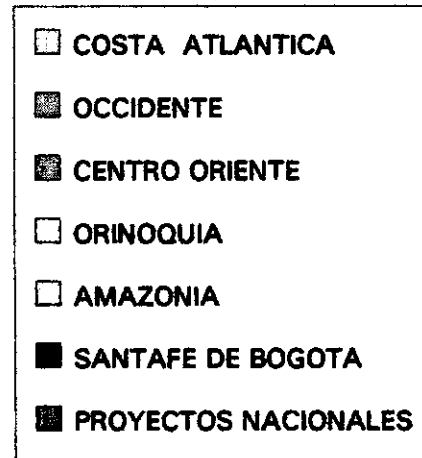 COSTA ATLANTICA
OCCIDENTE
CENTRO ORIENTE
ORINOQUIA
AMAZONIA
SANTAFE DE BOGOTA
PROYECTOS NACIONALES